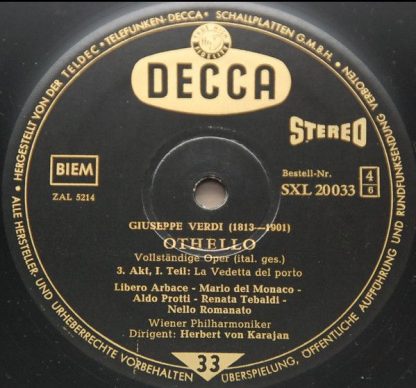 HERGESTELLT VON DER TELDEC • TELEFUNKEN-DECCA • SCHALLPLATTEN G.M.B.H.
ALLE HERSTELLER- UND URHEBERRECHTE VORBEHALTEN
ÜBERSPIELUNG, ÖFFENTLICHE AUFFÜHRUNG UND RUNDFUNKSENDUNG VERBOTEN
DECCA
STEREO
BIEM
ZAL 5214
Bestell-Nr.
SXL 20033
4
6
GIUSEPPE VERDI (1813—1901)
OTHELLO
Vollständige Oper (ital. ges.)
3. Akt, I. Teil: La Vedetta del porto
Libero Arbace - Mario del Monaco -
Aldo Protti - Renata Tebaldi -
Nello Romanato
Wiener Philharmoniker
Dirigent: Herbert von Karajan
33